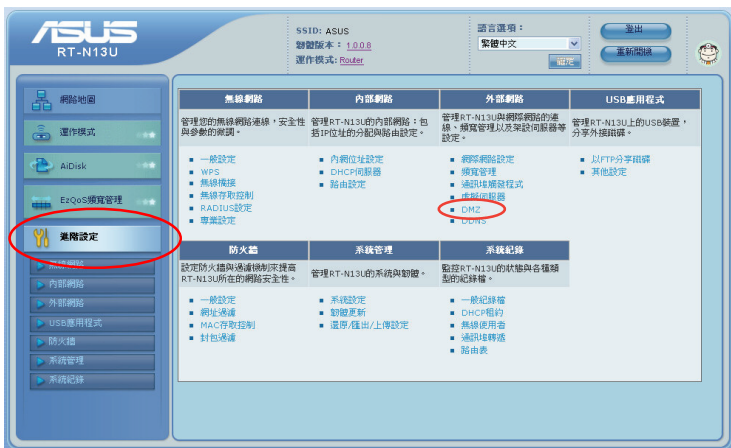 ASUS
RT-N13U
SSID: ASUS
韌體版本： 1.0.0.8
運作模式： Router
語言選項：
繁體中文
確定
登出
重新開機
網路地圖
運作模式
AiDisk
EzQoS頻寬管理
進階設定
無線網路
內部網路
外部網路
USB應用程式
防火牆
系統管理
系統紀錄
無線網路
管理您的無線網路連線，安全性
與參數的微調。
一般設定
WPS
無線橋接
無線存取控制
RADIUS設定
專業設定
內部網路
管理RT-N13U的內部網路：包
括IP位址的分配與路由設定。
內網位址設定
DHCP伺服器
路由設定
外部網路
管理RT-N13U與網際網路的連
線、頻寬管理以及架設伺服器等
設定。
網際網路設定
頻寬管理
通訊埠觸發程式
虛擬伺服器
DMZ
DDNS
USB應用程式
管理RT-N13U上的USB裝置，
分享外接磁碟。
以FTP分享磁碟
其他設定
防火牆
設定防火牆與過濾機制來提高
RT-N13U所在的網路安全性。
一般設定
網址過濾
MAC存取控制
封包過濾
系統管理
管理RT-N13U的系統與韌體。
系統設定
韌體更新
還原/匯出/上傳設定
系統紀錄
監控RT-N13U的狀態與各種類
型的紀錄檔。
一般紀錄檔
DHCP租約
無線使用者
通訊埠轉遞
路由表